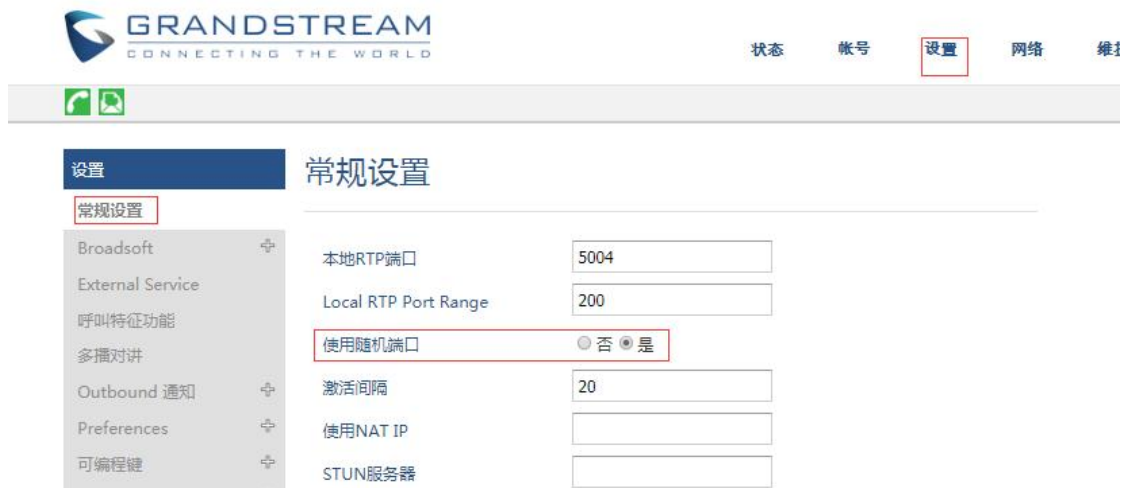 GRANDSTREAM
CONNECTING THE WORLD
状态 帐号 设置 网络
设置
常规设置
Broadsoft
External Service
呼叫特征功能
多播对讲
Outbound 通知
Preferences
可编程键
常规设置
本地RTP端口 5004
Local RTP Port Range 200
使用随机端口 否 是
激活间隔 20
使用NAT IP
STUN服务器